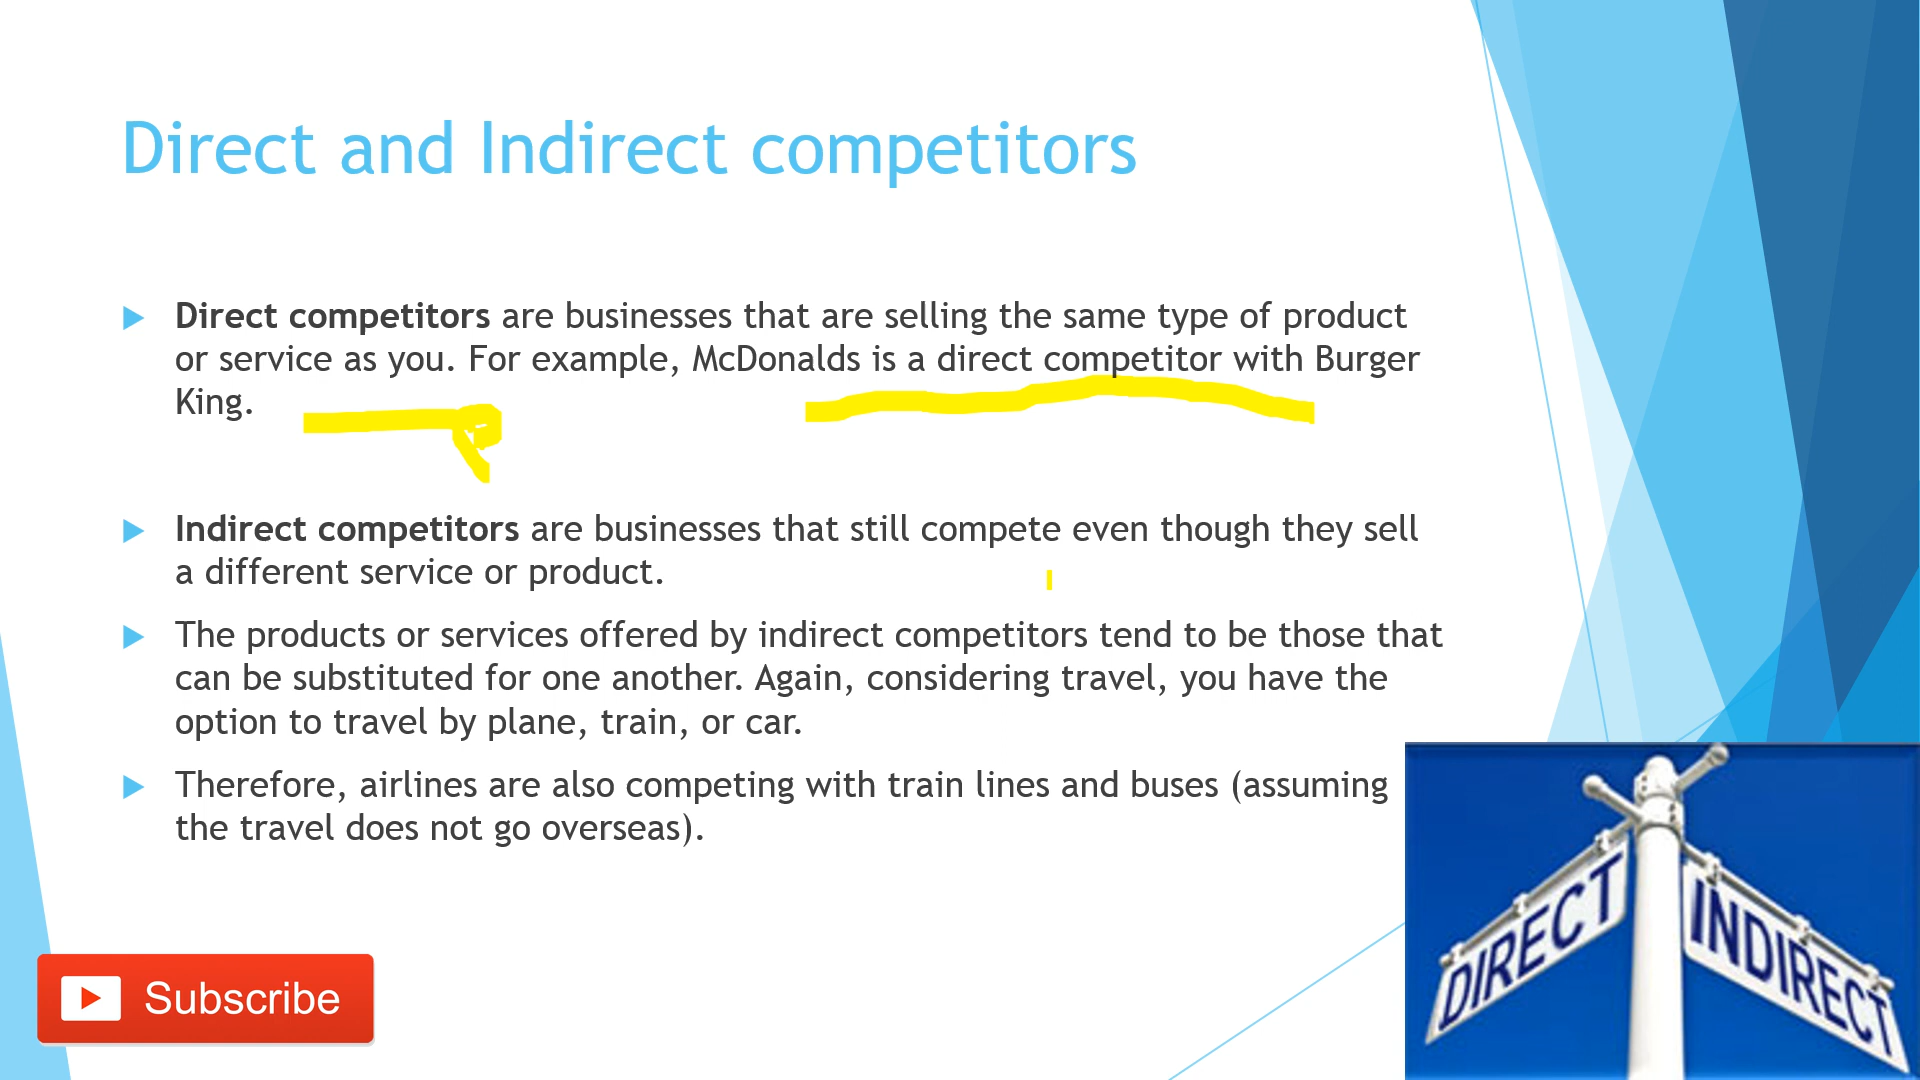 Direct and Indirect competitors
Direct competitors are businesses that are selling the same type of product
or service as you. For example, McDonalds is a direct competitor with Burger
King.
Indirect competitors are businesses that still compete even though they sell
a different service or product.
The products or services offered by indirect competitors tend to be those that
can be substituted for one another. Again, considering travel, you have the
option to travel by plane, train, or car.
Therefore, airlines are also competing with train lines and buses (assuming
the travel does not go overseas).
Subscribe
DIRECT
INDIRECT